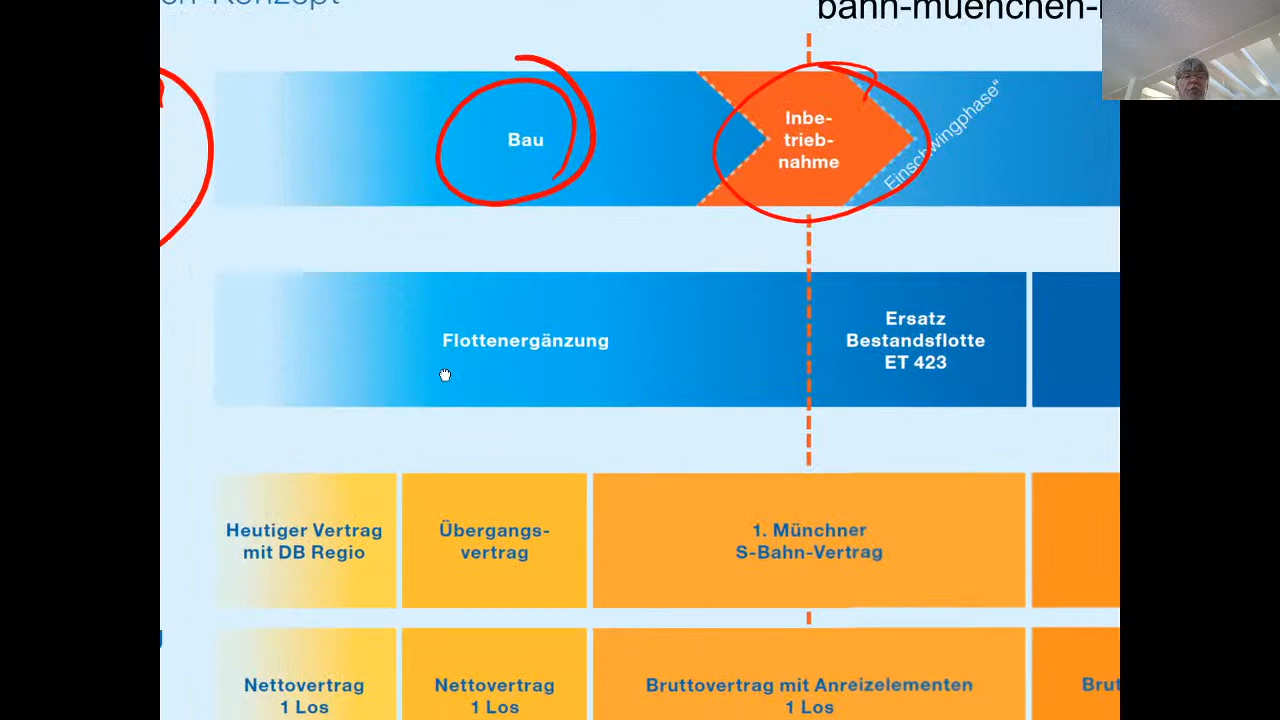 bahn-muenchen-
Bau
Inbe-
trieb-
nahme
Einschwingphase“
Flottenergänzung
Ersatz
Bestandsflotte
ET 423
Heutiger Vertrag
mit DB Regio
Übergangs-
vertrag
1. Münchner
S-Bahn-Vertrag
Nettovertrag
1 Los
Nettovertrag
1 Los
Bruttovertrag mit Anreizelementen
1 Los